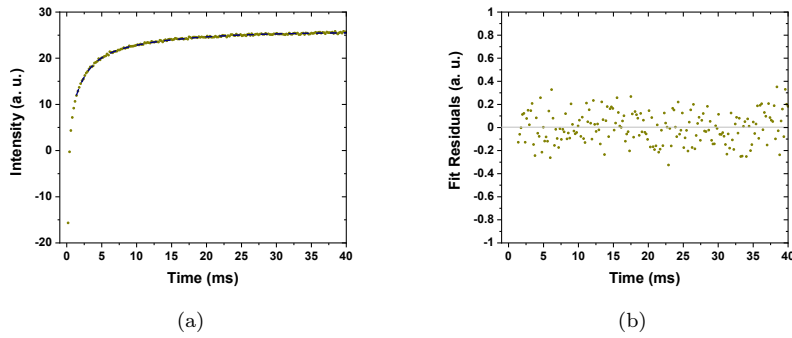 30
20
10
0
-10
-20
0 5 10 15 20 25 30 35 40
Intensity (a. u.)
Time (ms)
(a)
1
0.8
0.6
0.4
0.2
0
-0.2
-0.4
-0.6
-0.8
-1
0 5 10 15 20 25 30 35 40
Fit Residuals (a. u.)
Time (ms)
(b)